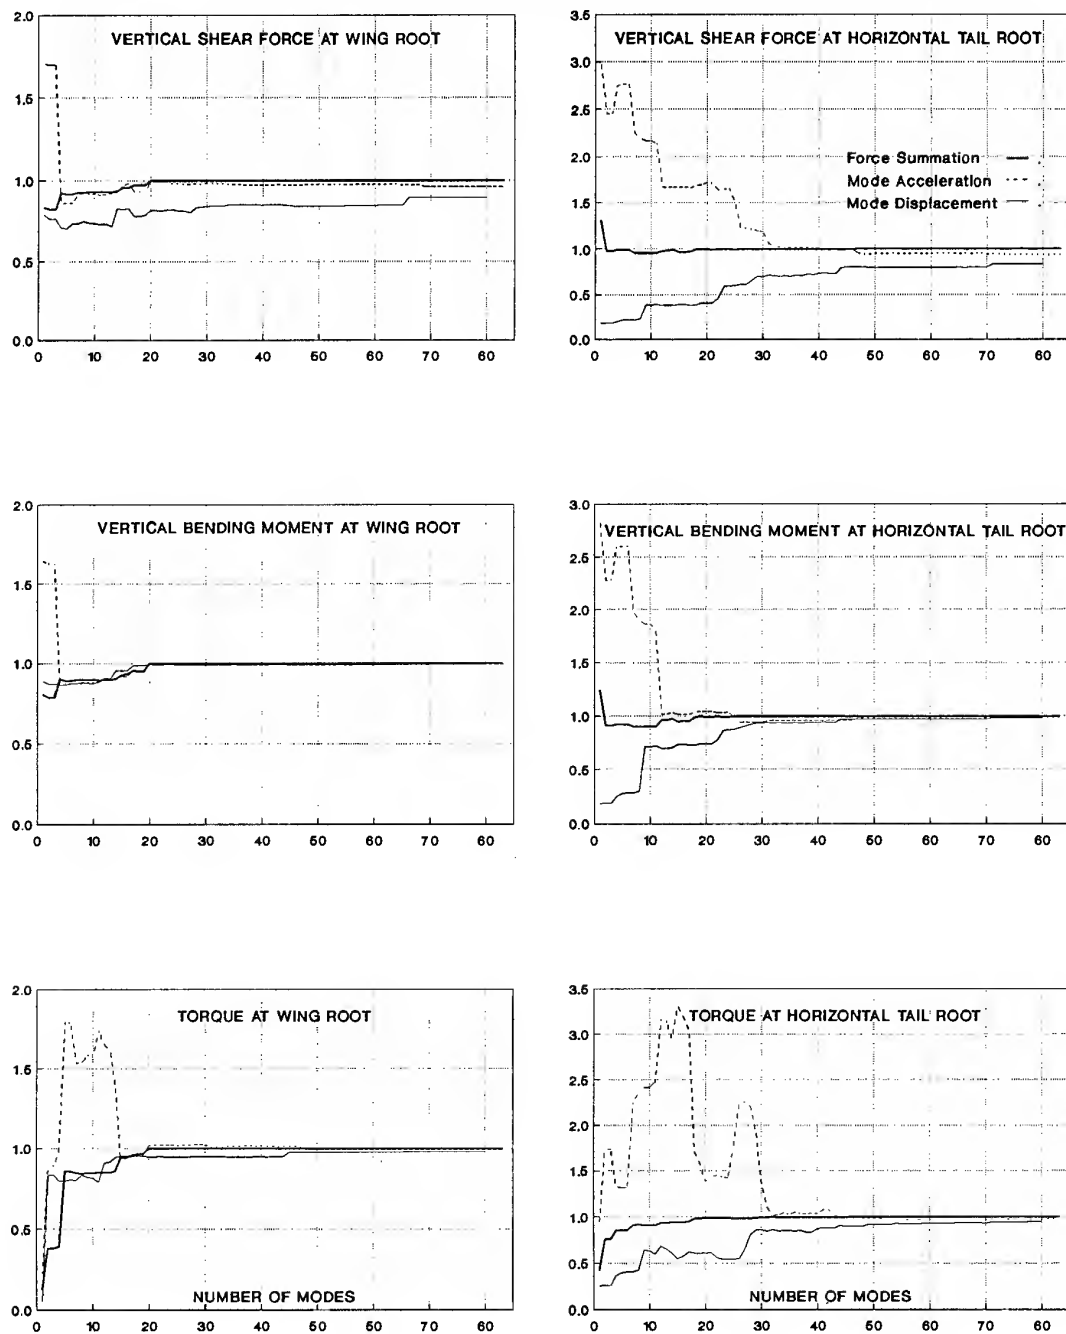 VERTICAL SHEAR FORCE AT WING ROOT
2.0
1.5
1.0
0.5
0.0
0 10 20 30 40 50 60 70 60
VERTICAL SHEAR FORCE AT HORIZONTAL TAIL ROOT
3.5
3.0
2.5
2.0
1.5
1.0
0.5
0.0
Force Summation
Mode Acceleration
Mode Displacement
0 10 20 30 40 50 60 70 60
VERTICAL BENDING MOMENT AT WING ROOT
2.0
1.5
1.0
0.5
0.0
0 10 20 30 40 50 60 70 60
VERTICAL BENDING MOMENT AT HORIZONTAL TAIL ROOT
3.0
2.5
2.0
1.5
1.0
0.5
0.0
0 10 20 30 40 50 60 70 60
TORQUE AT WING ROOT
2.0
1.5
1.0
0.5
0.0
NUMBER OF MODES
0 10 20 30 40 50 60 70 60
TORQUE AT HORIZONTAL TAIL ROOT
3.5
3.0
2.5
2.0
1.5
1.0
0.5
0.0
NUMBER OF MODES
0 10 20 30 40 50 60 70 60